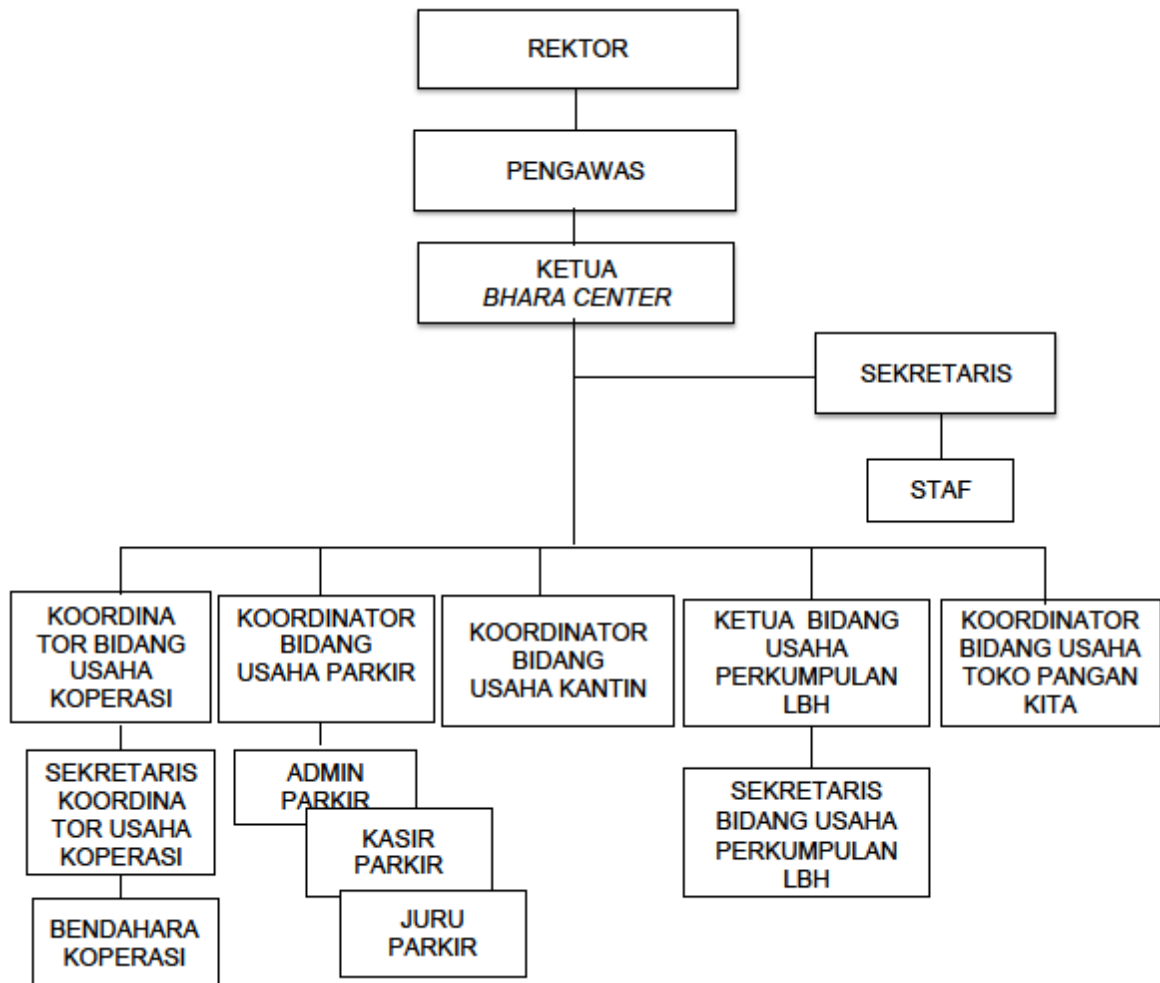 REKTOR
PENGAWAS
KETUA
BHARA CENTER
SEKRETARIS
STAF
KOORDINA
TOR BIDANG
USAHA
KOPERASI
KOORDINATOR
BIDANG
USAHA PARKIR
KOORDINATOR
BIDANG
USAHA KANTIN
KETUA BIDANG
USAHA
PERKUMPULAN
LBH
KOORDINATOR
BIDANG USAHA
TOKO PANGAN
KITA
SEKRETARIS
KOORDINA
TOR USAHA
KOPERASI
ADMIN
PARKIR
KASIR
PARKIR
JURU
PARKIR
SEKRETARIS
BIDANG USAHA
PERKUMPULAN
LBH
BENDAHARA
KOPERASI